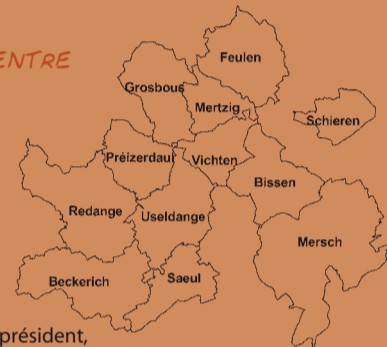 ENTRE
Feulen
Grosbous
Mertzig
Schieren
Préizerdaul
Vichten
Bissen
Redange
Useldange
Mersch
Beckerich
Saeul
président,